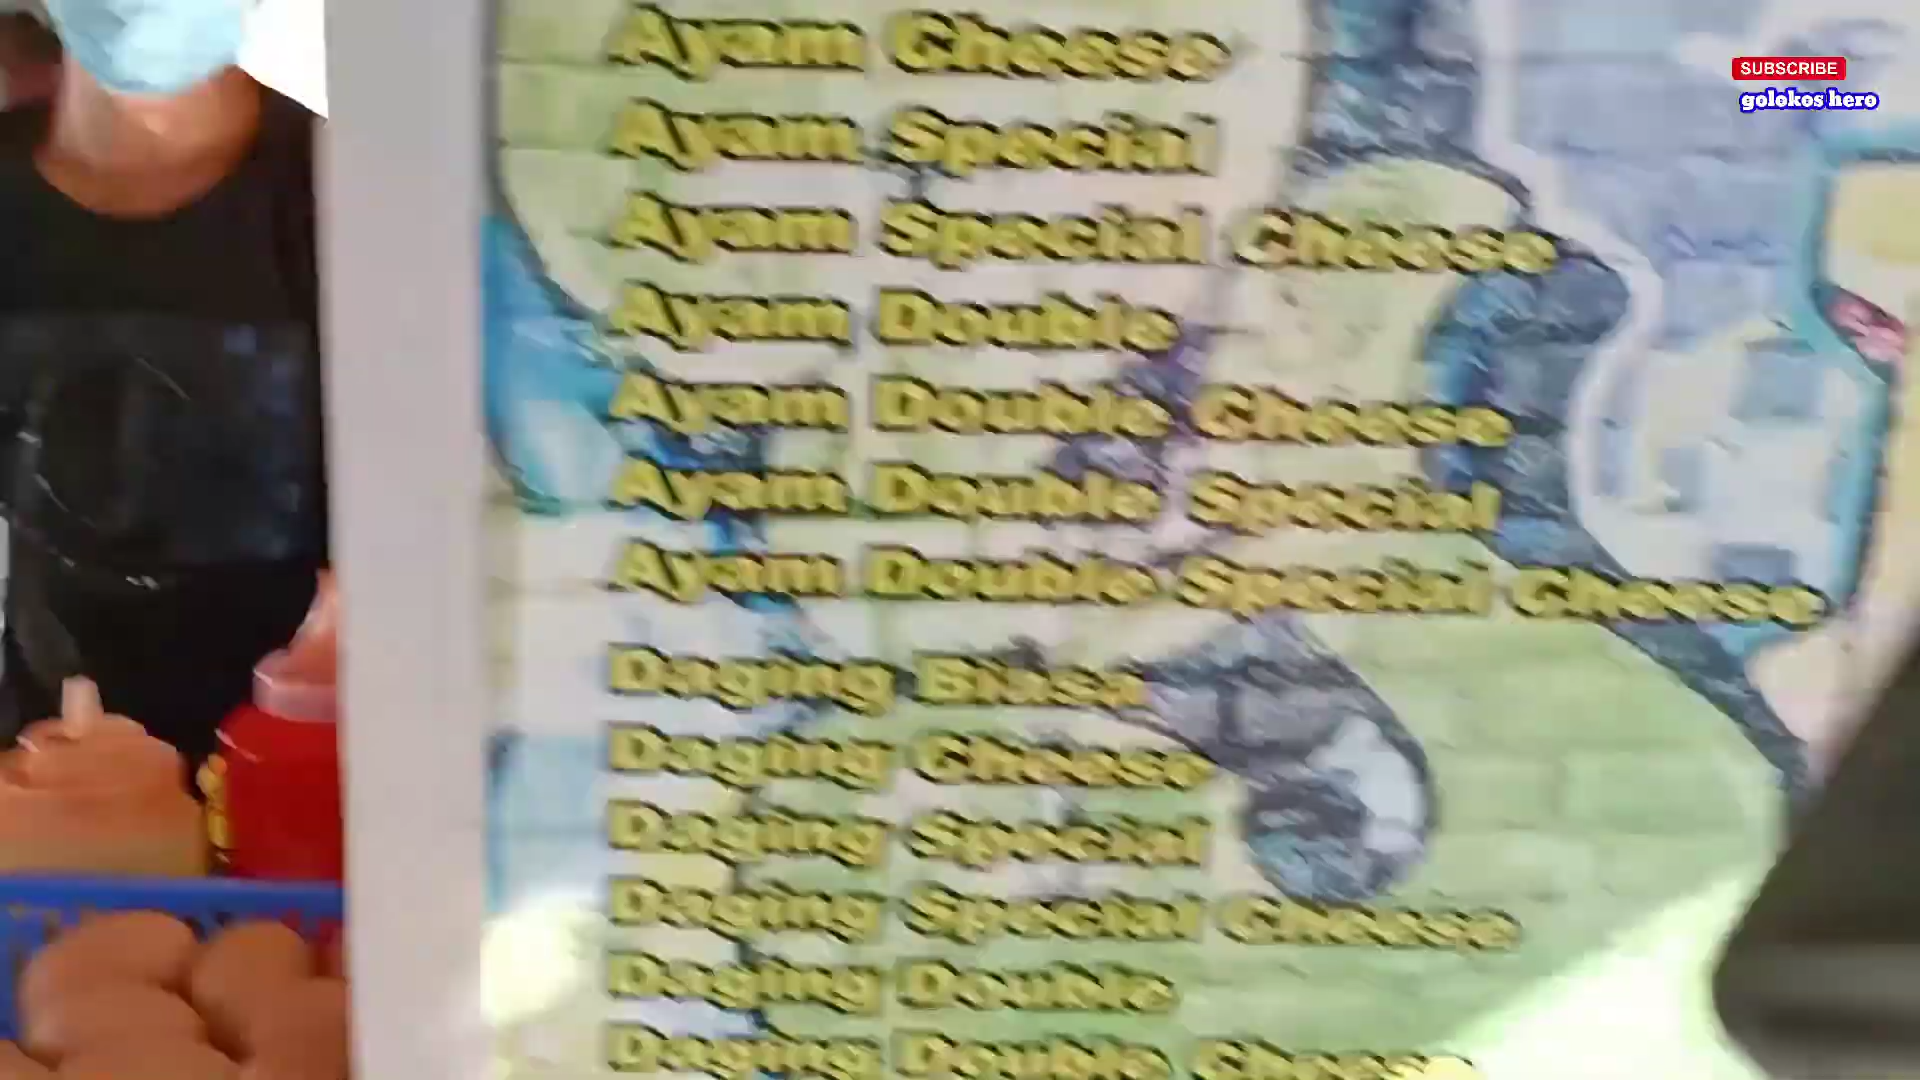 Ayam Cheese
Ayam Special
Ayam Special Cheese
Ayam Double
Ayam Double Cheese
Ayam Double Special
Ayam Double Special Cheese
Daging Biasa
Daging Cheese
Daging Special
Daging Special Cheese
Daging Double
Daging Double Cheese
SUBSCRIBE
golokos hero